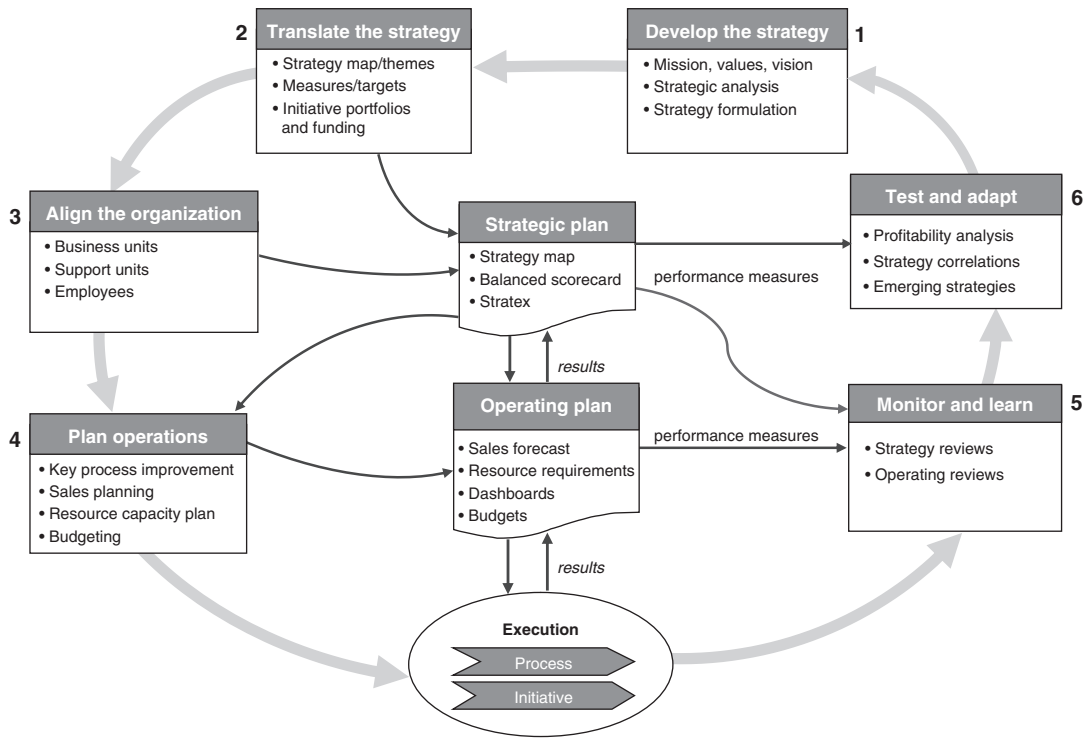 2
Translate the strategy
• Strategy map/themes
• Measures/targets
• Initiative portfolios
and funding
Develop the strategy
1
• Mission, values, vision
• Strategic analysis
• Strategy formulation
3
Align the organization
• Business units
• Support units
• Employees
Strategic plan
• Strategy map
• Balanced scorecard
• Stratex
performance measures
Test and adapt
6
• Profitability analysis
• Strategy correlations
• Emerging strategies
results
4
Plan operations
• Key process improvement
• Sales planning
• Resource capacity plan
• Budgeting
Operating plan
• Sales forecast
• Resource requirements
• Dashboards
• Budgets
performance measures
Monitor and learn
5
• Strategy reviews
• Operating reviews
results
Execution
Process
Initiative